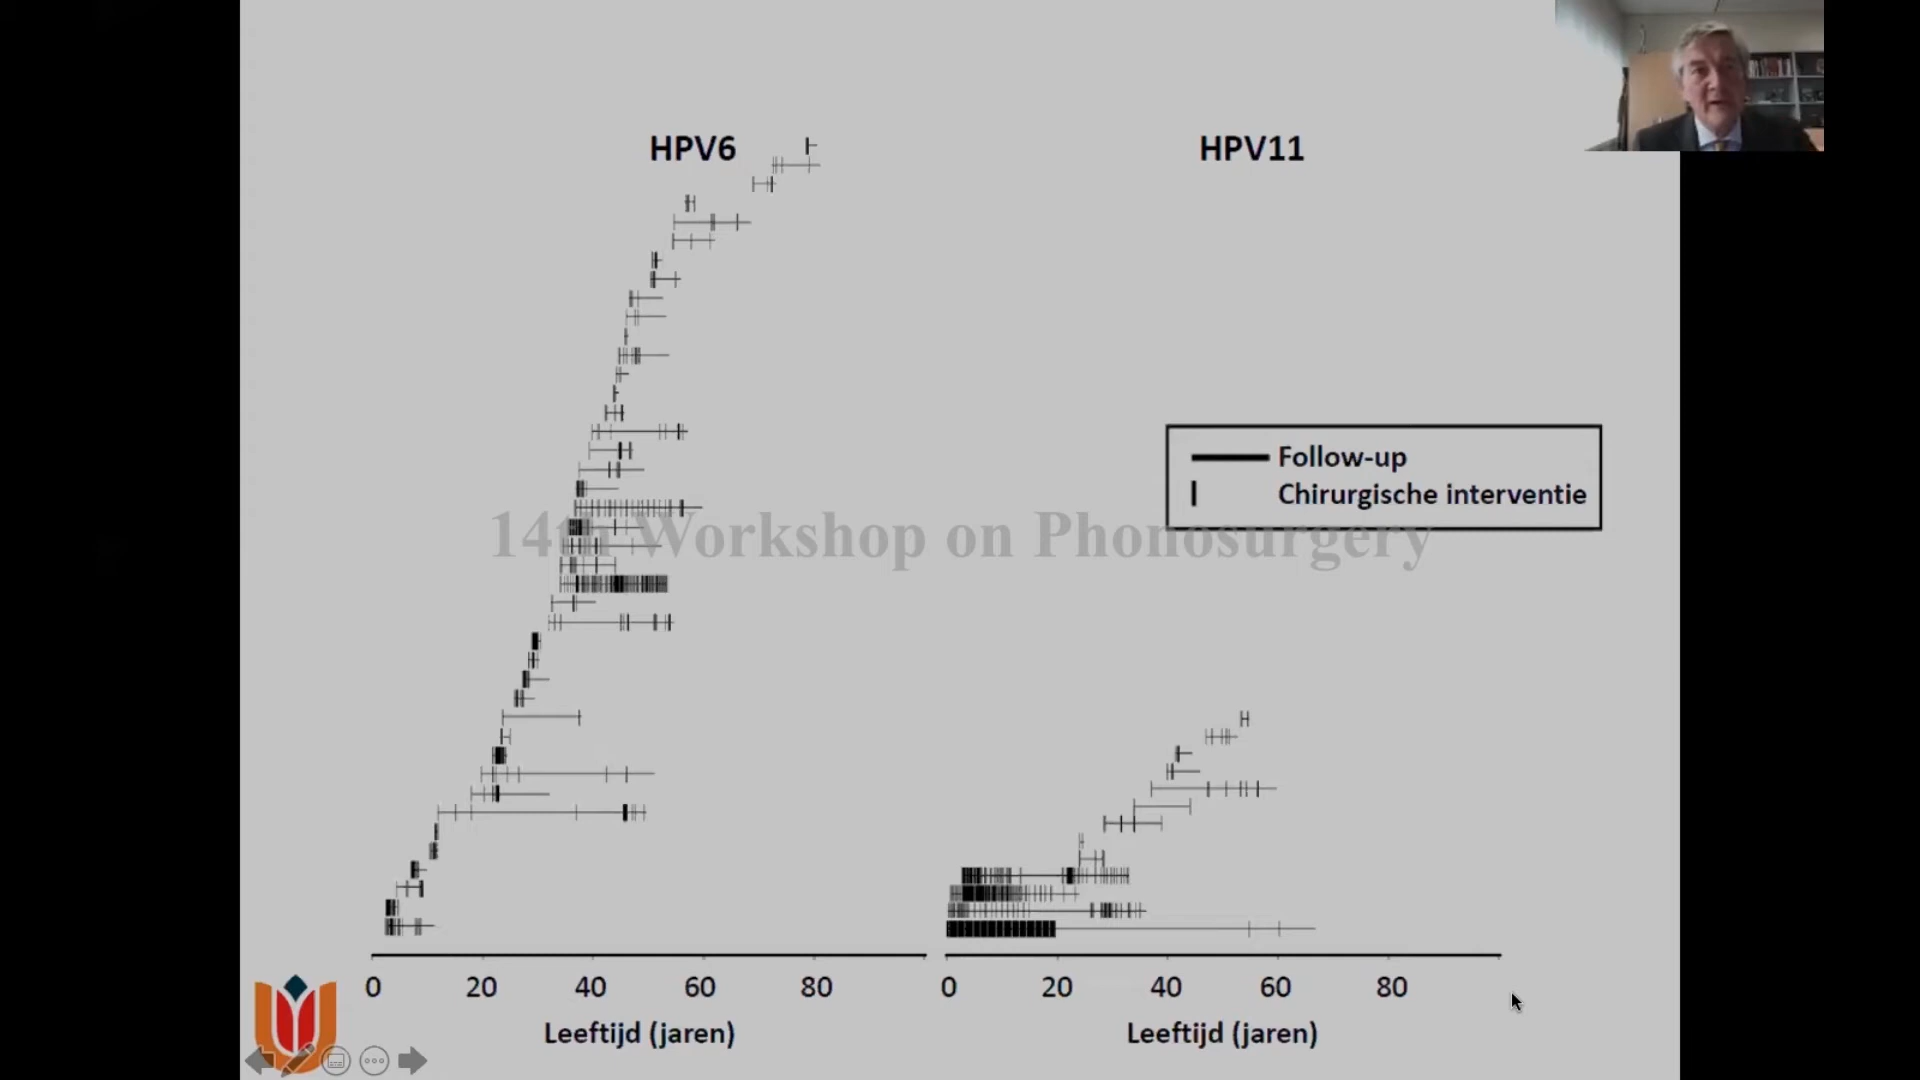 HPV6
HPV11
Follow-up
Chirurgische interventie
14th Workshop on Phonosurgery
0 20 40 60 80
0 20 40 60 80
Leeftijd (jaren)
Leeftijd (jaren)